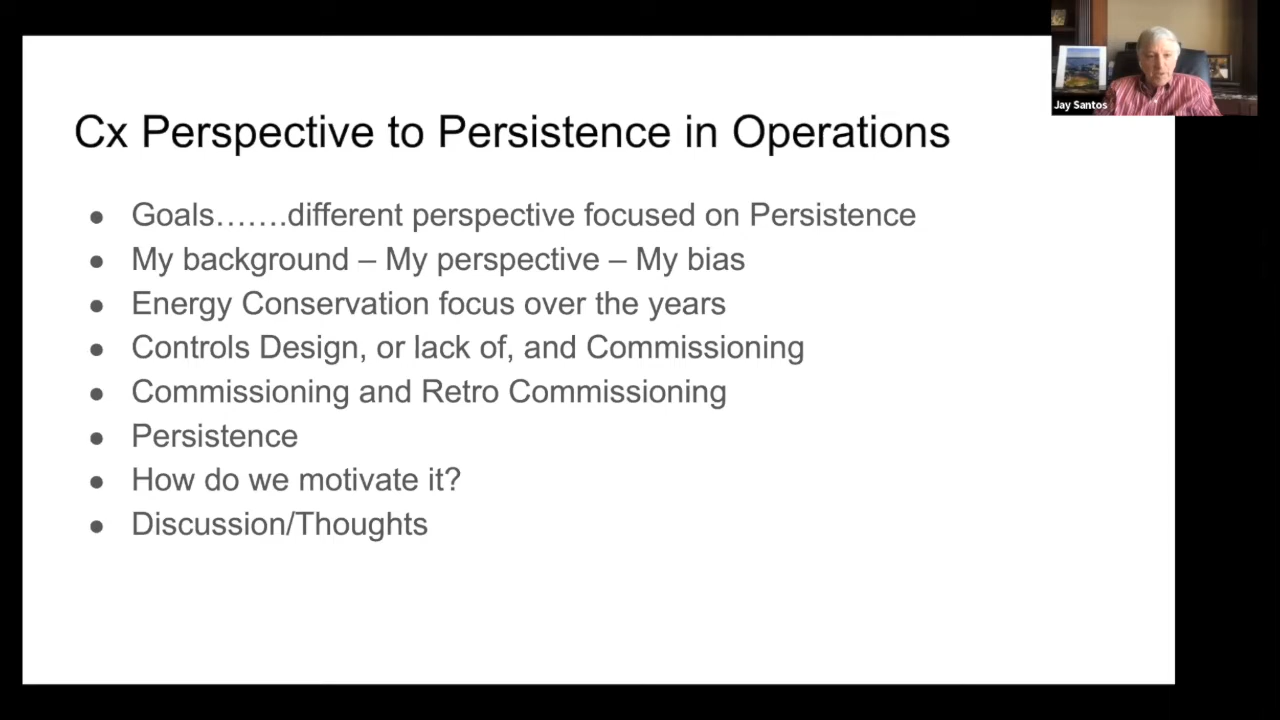 Jay Santos
Cx Perspective to Persistence in Operations
● Goals…….different perspective focused on Persistence
● My background – My perspective – My bias
● Energy Conservation focus over the years
● Controls Design, or lack of, and Commissioning
● Commissioning and Retro Commissioning
● Persistence
● How do we motivate it?
● Discussion/Thoughts